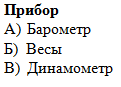 Прибор
А) Барометр
Б) Весы
В) Динамометр